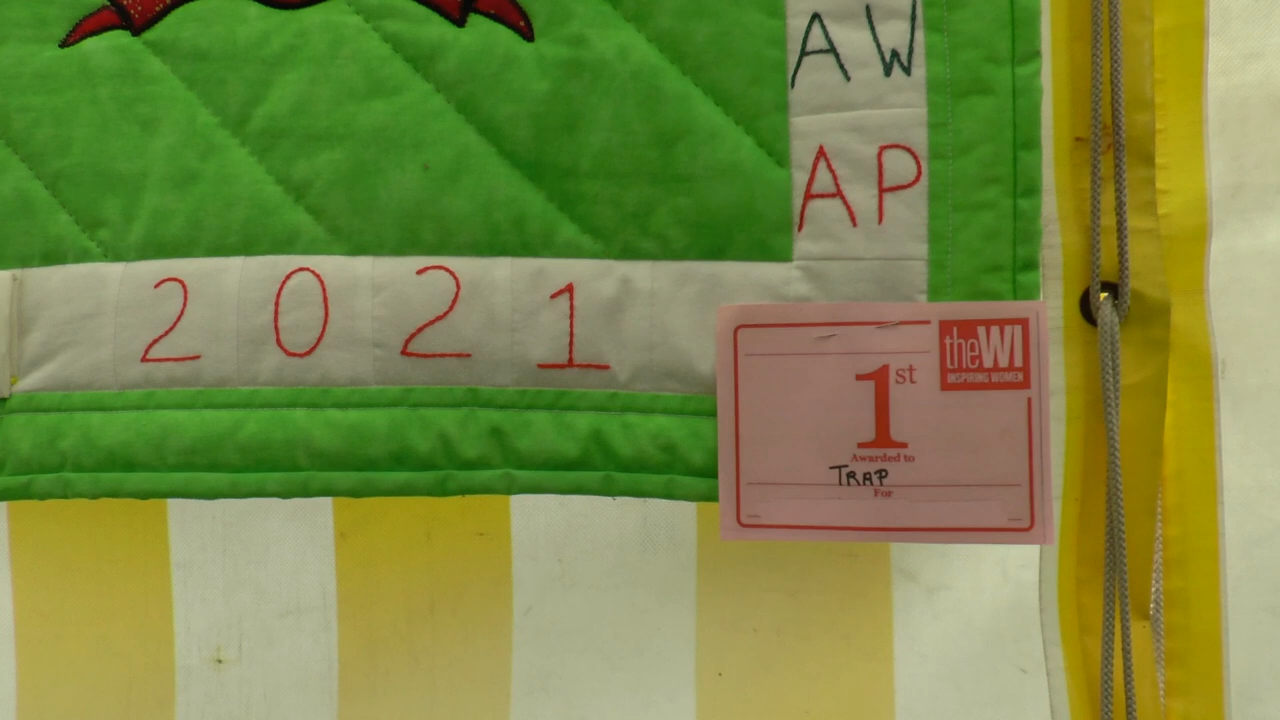 AW
AP
2021
theWI
INSPIRING WOMEN
1st
Awarded to
TRAP
For